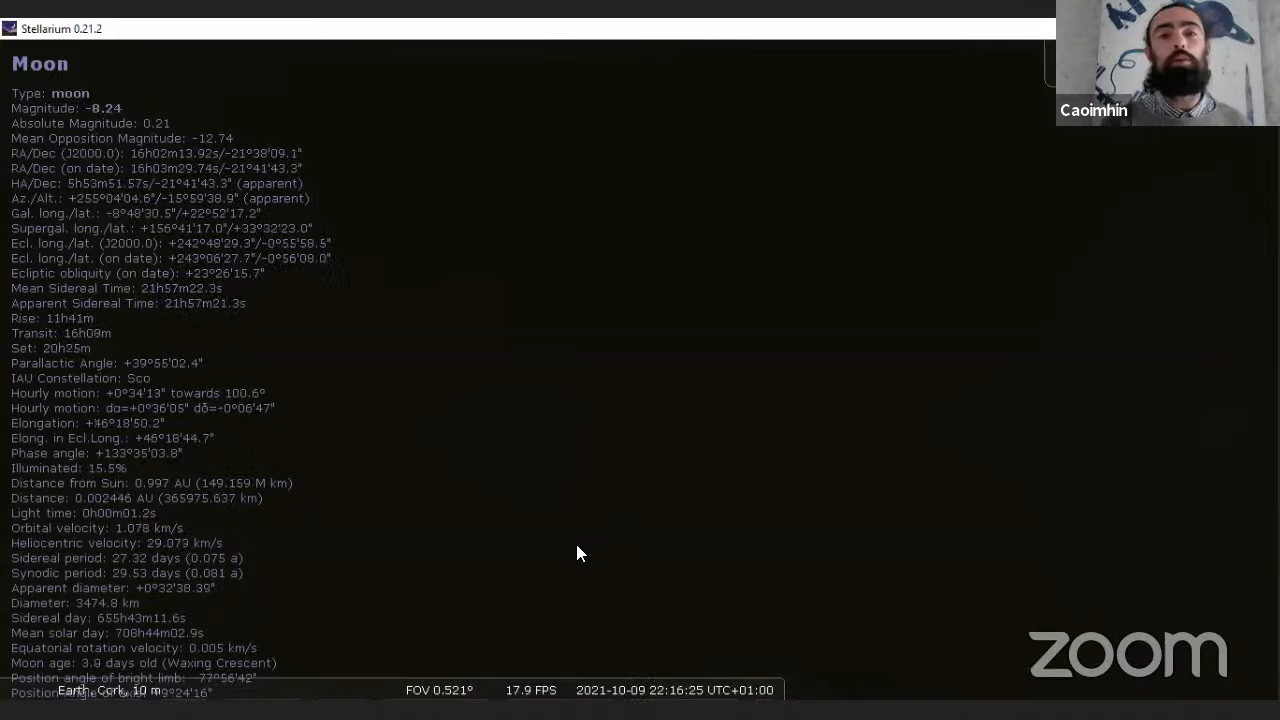 Stellarium 0.21.2
Moon
Type: moon
Magnitude: -8.24
Absolute Magnitude: 0.21
Mean Opposition Magnitude: -12.74
RA/Dec (J2000.0): 16h02m13.92s/-21°38'09.1"
RA/Dec (on date): 16h03m29.74s/-21°41'43.3"
HA/Dec: 5h53m51.57s/-21°41'43.3" (apparent)
Az./Alt.: +255°04'04.6"/-15°59'38.9" (apparent)
Gal. long./lat.: -8°48'30.5"/+22°52'17.2"
Supergal. long./lat.: +156°41'17.0"/+33°32'23.0"
Ecl. long./lat. (J2000.0): +242°48'29.3"/-0°55'58.5"
Ecl. long./lat. (on date): +243°06'27.7"/-0°56'08.0"
Ecliptic obliquity (on date): +23°26'15.7"
Mean Sidereal Time: 21h57m22.3s
Apparent Sidereal Time: 21h57m21.3s
Rise: 11h41m
Transit: 16h08m
Set: 20h25m
Parallactic Angle: +39°55'02.4"
IAU Constellation: Sco
Hourly motion: +0°34'13" towards 100.6°
Hourly motion: dα=+0°36'05" dδ=-0°06'47"
Elongation: +46°18'50.2"
Elong. in Ecl.Long.: +46°18'44.7"
Phase angle: +133°35'03.8"
Illuminated: 15.5%
Distance from Sun: 0.997 AU (149.159 M km)
Distance: 0.002446 AU (365975.637 km)
Light time: 0h00m01.2s
Orbital velocity: 1.078 km/s
Heliocentric velocity: 29.073 km/s
Sidereal period: 27.32 days (0.075 a)
Synodic period: 29.53 days (0.081 a)
Apparent diameter: +0°32'38.39"
Diameter: 3474.8 km
Sidereal day: 655h43m11.6s
Mean solar day: 708h44m02.9s
Equatorial rotation velocity: 0.005 km/s
Moon age: 3.9 days old (Waxing Crescent)
Position angle of bright limb: -77°56'42"
Earth, Cork, 10 m
FOV 0.521°
17.9 FPS
2021-10-09 22:16:25 UTC+01:00
Caoimhin
zoom